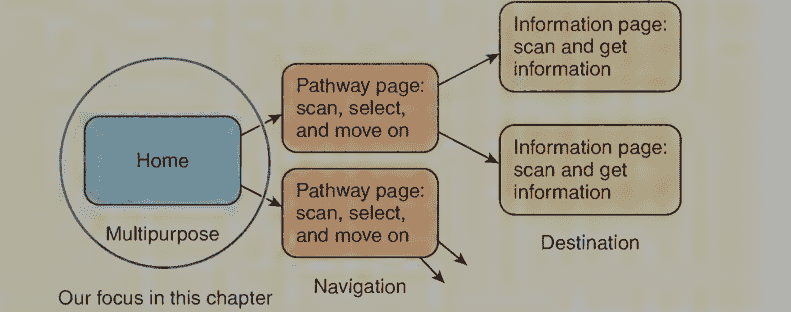 Home
Multipurpose
Our focus in this chapter
Pathway page:
scan, select,
and move on
Pathway page:
scan, select,
and move on
Navigation
Information page:
scan and get
information
Information page:
scan and get
information
Destination